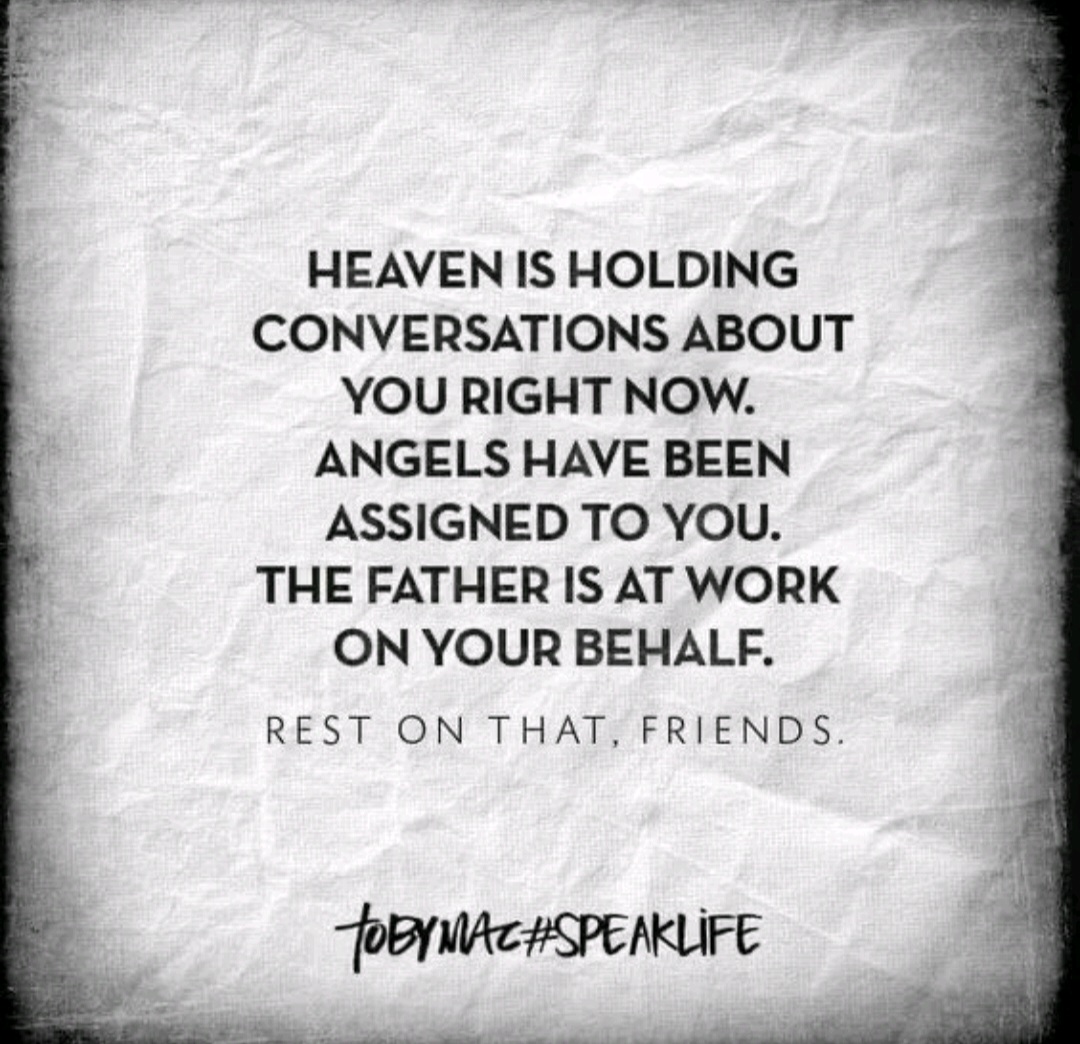 HEAVEN IS HOLDING
CONVERSATIONS ABOUT
YOU RIGHT NOW.
ANGELS HAVE BEEN
ASSIGNED TO YOU.
THE FATHER IS AT WORK
ON YOUR BEHALF.
REST ON THAT, FRIENDS.
TOBYMAC#SPEAKLIFE